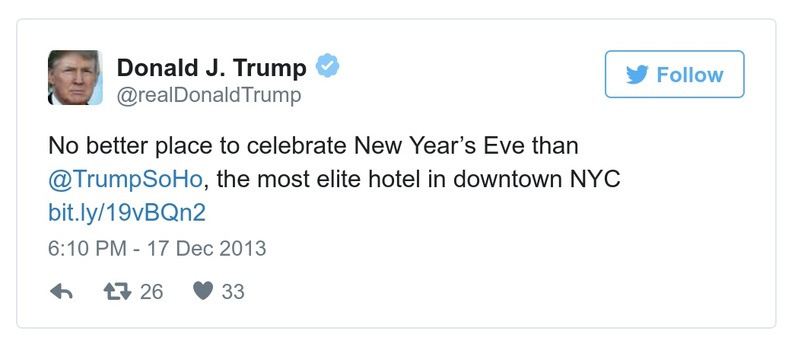 Donald J. Trump
@realDonaldTrump
Follow
No better place to celebrate New Year’s Eve than
@TrumpSoHo, the most elite hotel in downtown NYC
bit.ly/19vBQn2
6:10 PM - 17 Dec 2013
26 33